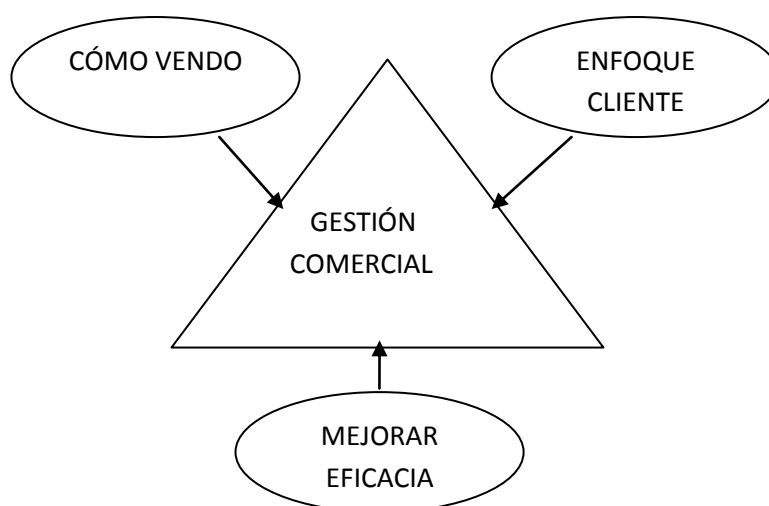 CÓMO VENDO
ENFOQUE
CLIENTE
GESTIÓN
COMERCIAL
MEJORAR
EFICACIA